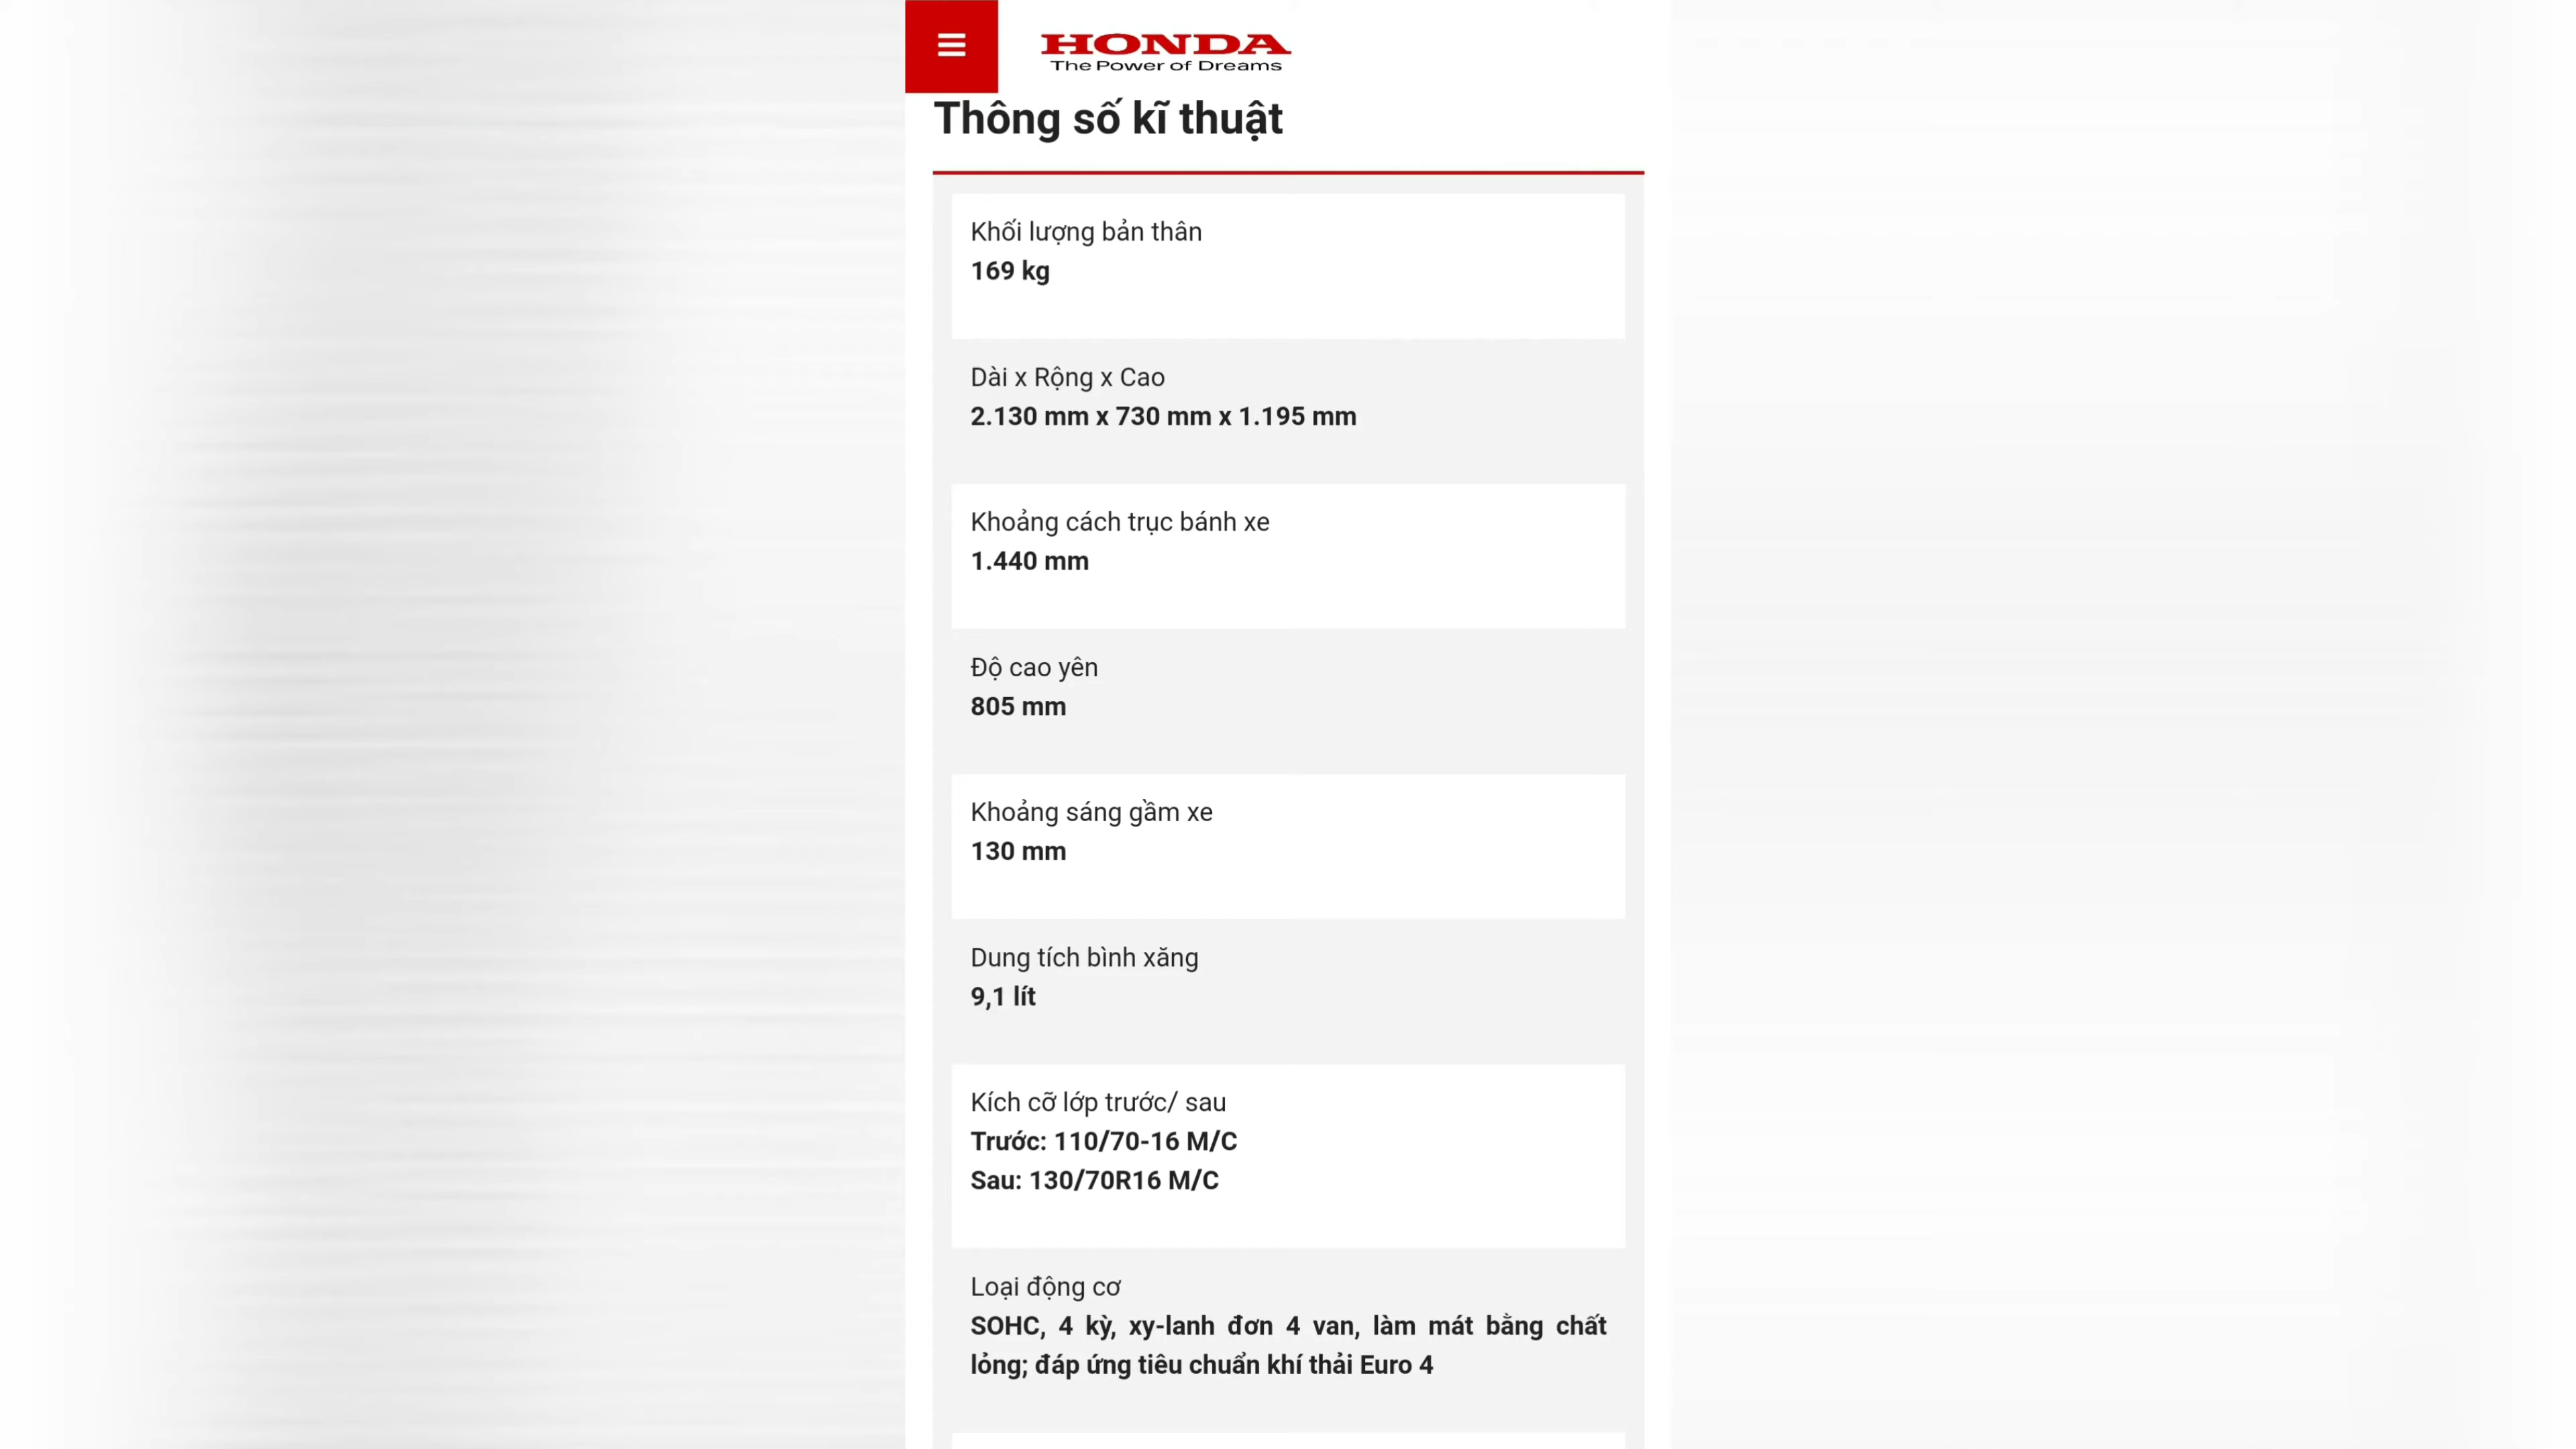 HONDA
The Power of Dreams
Thông số kĩ thuật
Khối lượng bản thân
169 kg
Dài x Rộng x Cao
2.130 mm x 730 mm x 1.195 mm
Khoảng cách trục bánh xe
1.440 mm
Độ cao yên
805 mm
Khoảng sáng gầm xe
130 mm
Dung tích bình xăng
9,1 lít
Kích cỡ lớp trước/ sau
Trước: 110/70-16 M/C
Sau: 130/70R16 M/C
Loại động cơ
SOHC, 4 kỳ, xy-lanh đơn 4 van, làm mát bằng chất
lỏng; đáp ứng tiêu chuẩn khí thải Euro 4